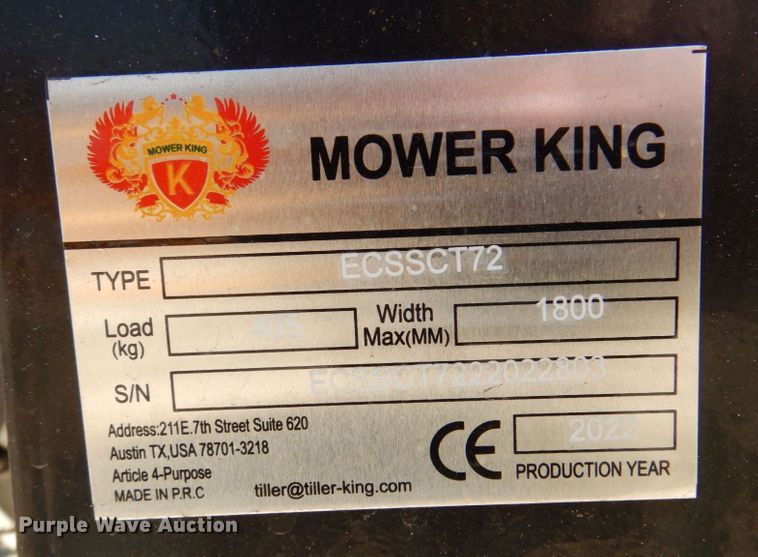 MOWER KING
K
MOWER KING
TYPE ECSSCT72
Load (kg) 405 Width Max(MM) 1800
S/N ECSSCT7222022803
Address:211E.7th Street Suite 620
Austin TX,USA 78701-3218
Article 4-Purpose
MADE IN P.R.C tiller@tiller-king.com
CE 2022
PRODUCTION YEAR
Purple Wave Auction